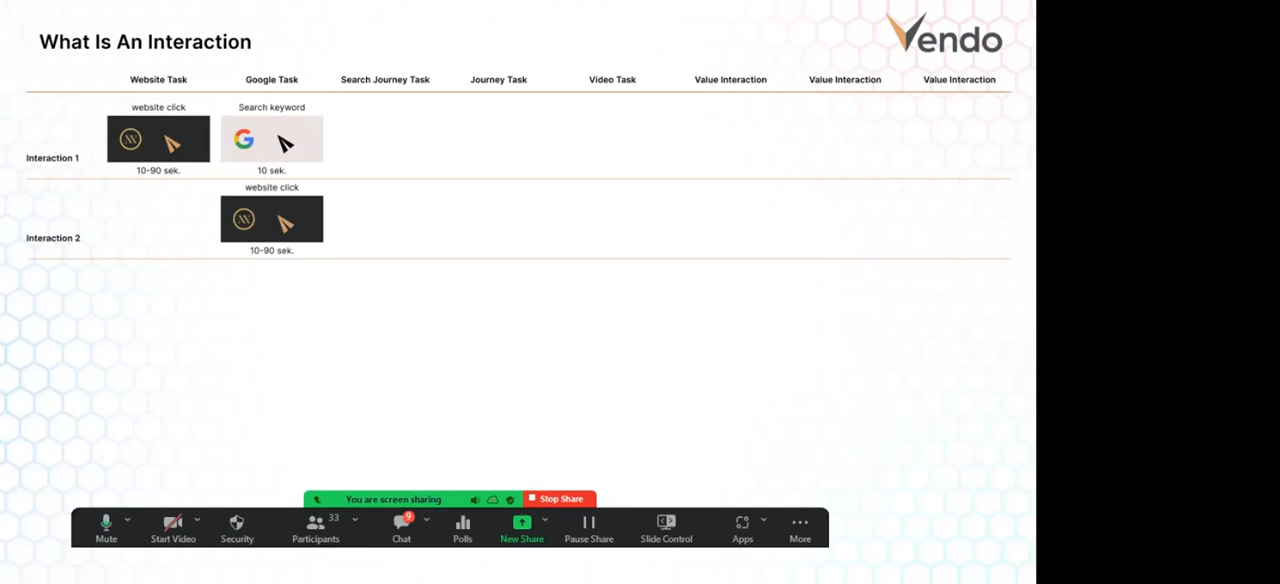 What Is An Interaction
Vendo
Website Task Google Task Search Journey Task Journey Task Video Task Value Interaction Value Interaction Value Interaction
website click Search keyword
Interaction 1
10-90 sek. 10 sek.
website click
Interaction 2
10-90 sek.
You are screen sharing Stop Share
33 9
Mute Start Video Security Participants Chat Polls New Share Pause Share Slide Control Apps More